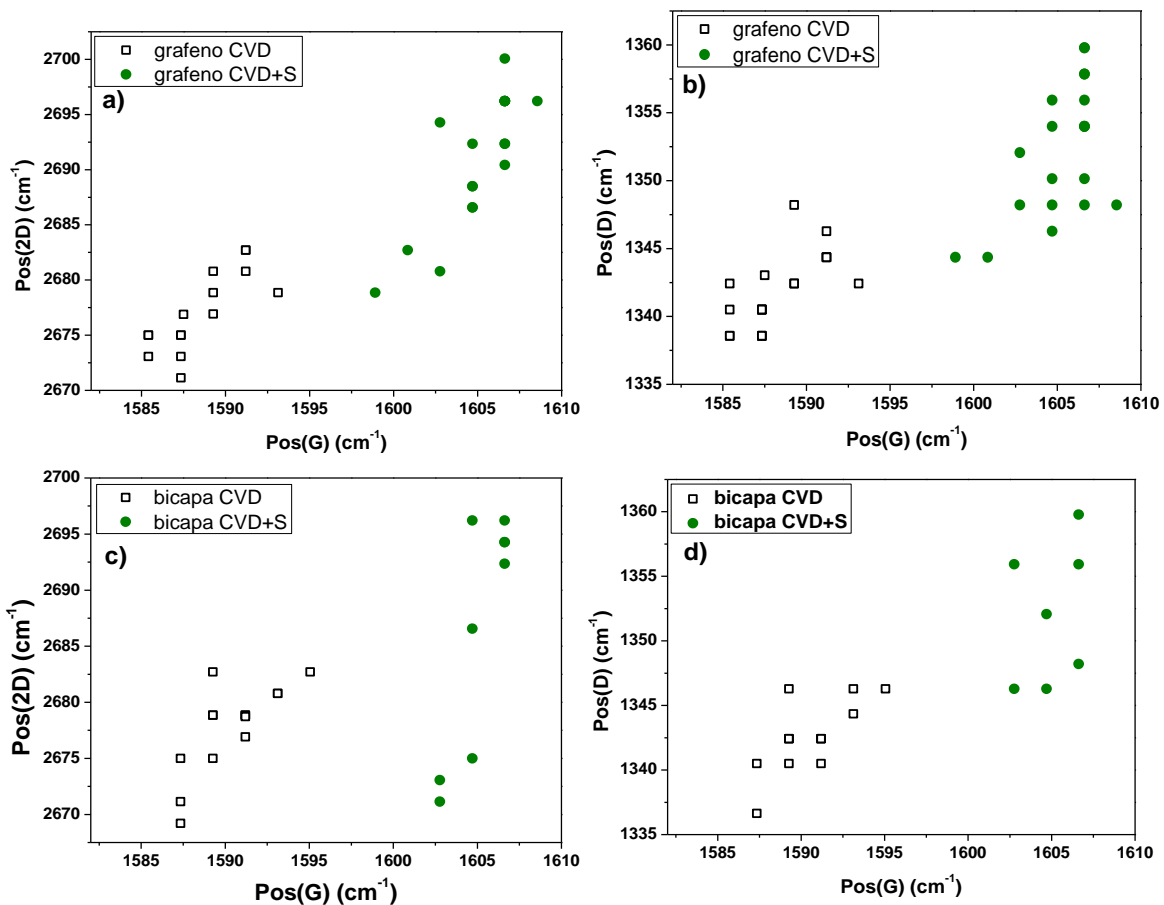 grafeno CVD
grafeno CVD+S
a)
2700
2695
2690
2685
2680
2675
2670
Pos(2D) (cm-1)
1585 1590 1595 1600 1605 1610
Pos(G) (cm-1)
grafeno CVD
grafeno CVD+S
b)
1360
1355
1350
1345
1340
1335
Pos(D) (cm-1)
1585 1590 1595 1600 1605 1610
Pos(G) (cm-1)
bicapa CVD
bicapa CVD+S
c)
2700
2695
2690
2685
2680
2675
2670
Pos(2D) (cm-1)
1585 1590 1595 1600 1605 1610
Pos(G) (cm-1)
bicapa CVD
bicapa CVD+S
d)
1360
1355
1350
1345
1340
1335
Pos(D) (cm-1)
1585 1590 1595 1600 1605 1610
Pos(G) (cm-1)